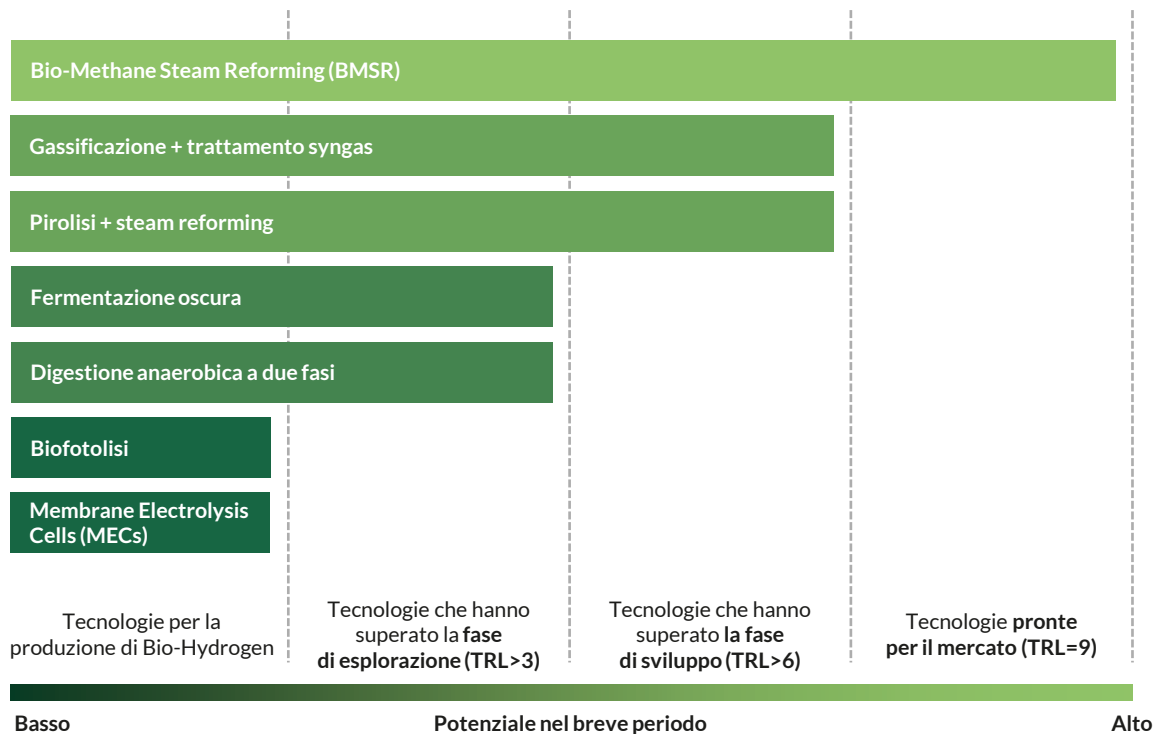 Bio-Methane Steam Reforming (BMSR)
Gassificazione + trattamento syngas
Pirolisi + steam reforming
Fermentazione oscura
Digestione anaerobica a due fasi
Biofotolisi
Membrane Electrolysis
Cells (MECs)
Tecnologie per la
produzione di Bio-Hydrogen
Tecnologie che hanno
superato la fase
di esplorazione (TRL>3)
Tecnologie che hanno
superato la fase
di sviluppo (TRL>6)
Tecnologie pronte
per il mercato (TRL=9)
Basso
Potenziale nel breve periodo
Alto